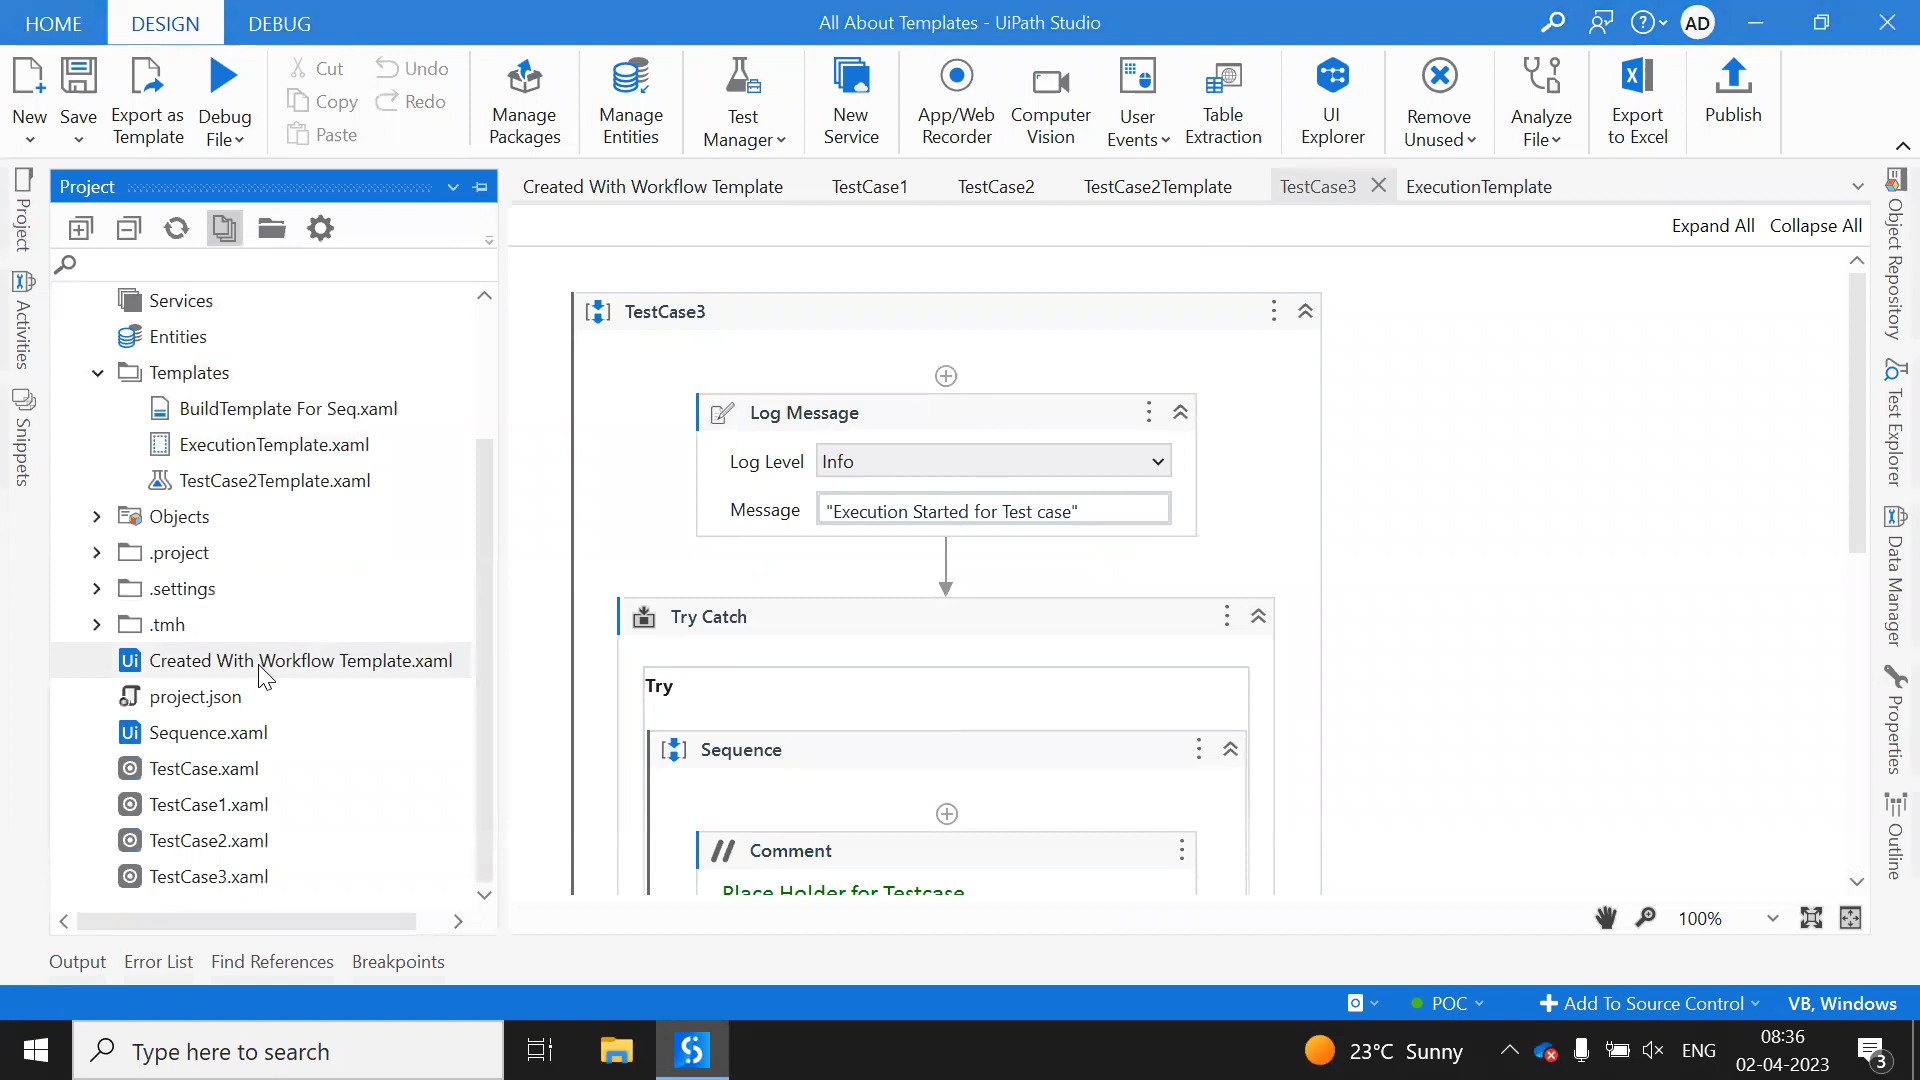 HOME DESIGN DEBUG All About Templates - UiPath Studio AD
New Save Export as Template Debug File Cut Copy Paste Undo Redo Manage Packages Manage Entities Test Manager New Service App/Web Recorder Computer Vision User Events Table Extraction UI Explorer Remove Unused Analyze File Export to Excel Publish
Project
Activities
Snippets
Project
Services
Entities
Templates
BuildTemplate For Seq.xaml
ExecutionTemplate.xaml
TestCase2Template.xaml
Objects
.project
.settings
.tmh
Created With Workflow Template.xaml
project.json
Sequence.xaml
TestCase.xaml
TestCase1.xaml
TestCase2.xaml
TestCase3.xaml
Created With Workflow Template TestCase1 TestCase2 TestCase2Template TestCase3 ExecutionTemplate
Expand All Collapse All
TestCase3
Log Message
Log Level Info
Message "Execution Started for Test case"
Try Catch
Try
Sequence
Comment
Place Holder for Testcase
100%
Object Repository
Test Explorer
Data Manager
Properties
Outline
Output Error List Find References Breakpoints
POC Add To Source Control VB, Windows
Type here to search
23°C Sunny
ENG
08:36
02-04-2023
3